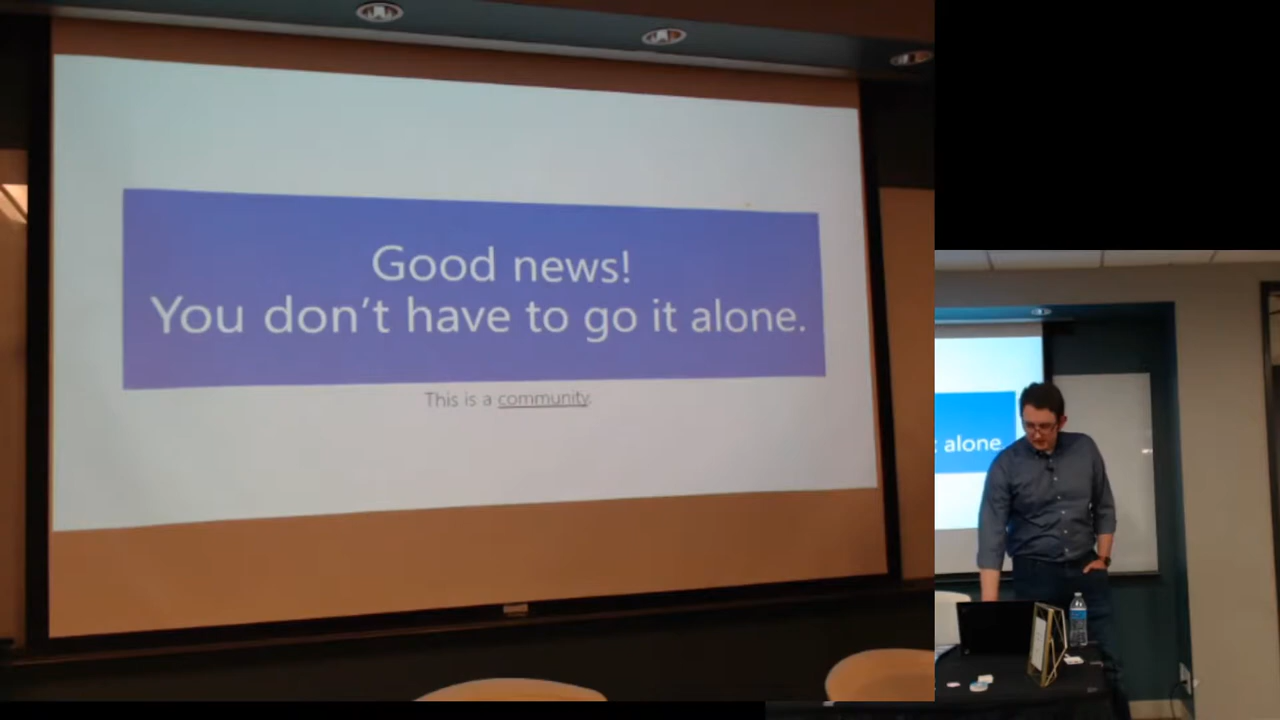 Good news!
You don't have to go it alone.
This is a community.
alone.